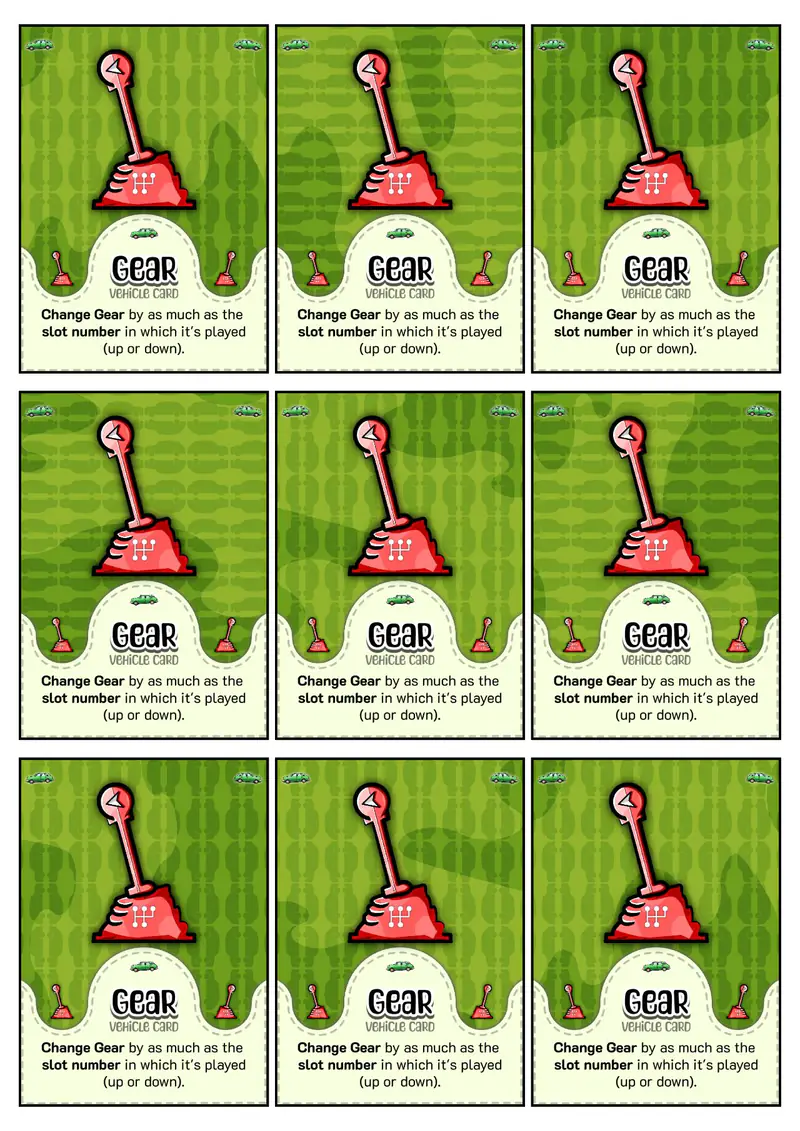 Gear
VEHICLE CARD
Change Gear by as much as the
slot number in which it's played
(up or down).
Gear
VEHICLE CARD
Change Gear by as much as the
slot number in which it's played
(up or down).
Gear
VEHICLE CARD
Change Gear by as much as the
slot number in which it's played
(up or down).
Gear
VEHICLE CARD
Change Gear by as much as the
slot number in which it's played
(up or down).
Gear
VEHICLE CARD
Change Gear by as much as the
slot number in which it's played
(up or down).
Gear
VEHICLE CARD
Change Gear by as much as the
slot number in which it's played
(up or down).
Gear
VEHICLE CARD
Change Gear by as much as the
slot number in which it's played
(up or down).
Gear
VEHICLE CARD
Change Gear by as much as the
slot number in which it's played
(up or down).
Gear
VEHICLE CARD
Change Gear by as much as the
slot number in which it's played
(up or down).